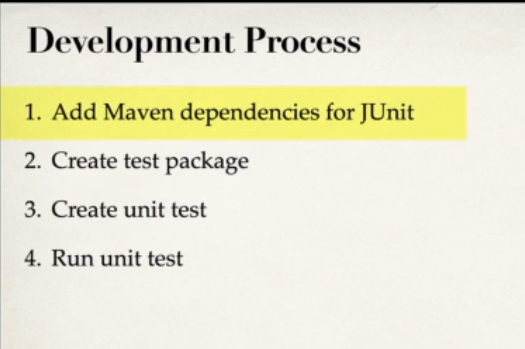 Development Process
1. Add Maven dependencies for JUnit
2. Create test package
3. Create unit test
4. Run unit test